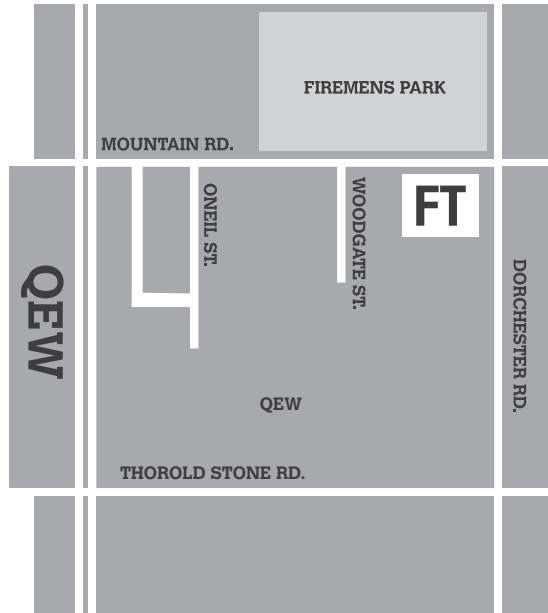 FIREMENS PARK
MOUNTAIN RD.
ONEIL ST.
WOODGATE ST.
FT
QEW
DORCHESTER RD.
QEW
THOROLD STONE RD.